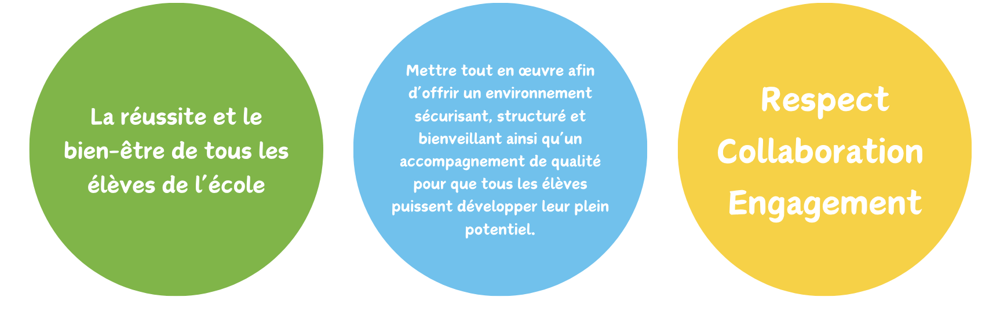 La réussite et le
bien-être de tous les
élèves de l'école
Mettre tout en œuvre afin
d'offrir un environnement
sécurisant, structuré et
bienveillant ainsi qu'un
accompagnement de qualité
pour que tous les élèves
puissent développer leur plein
potentiel.
Respect
Collaboration
Engagement